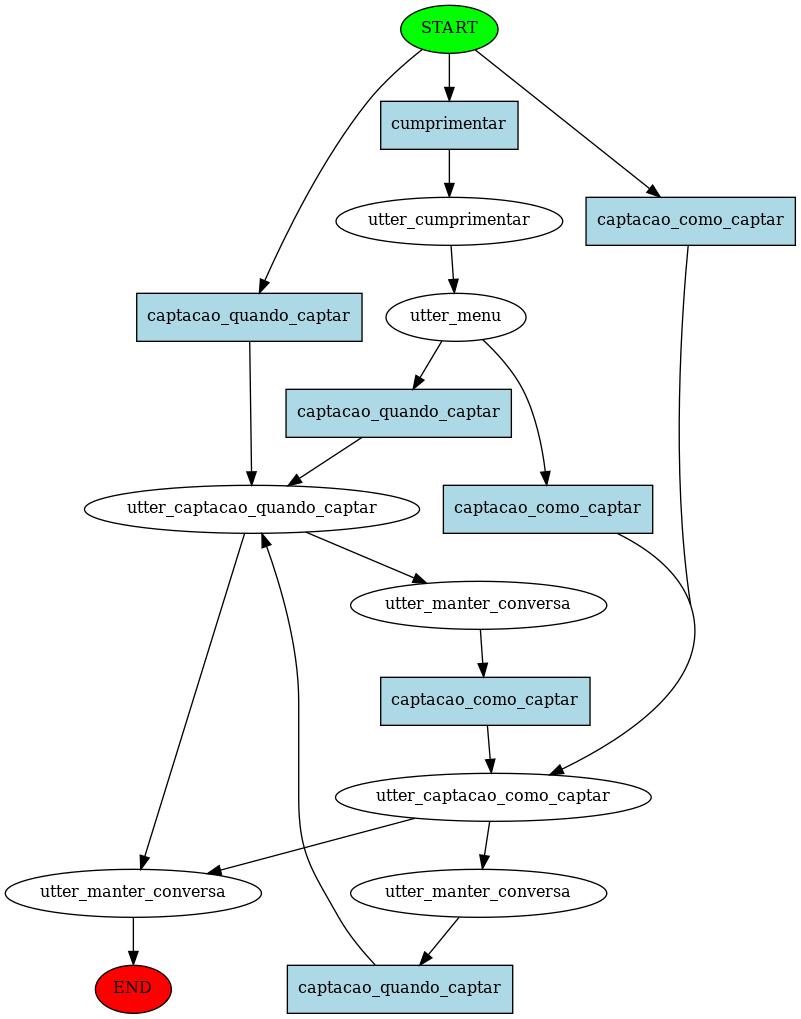 START
cumprimentar
utter_cumprimentar
captacao_como_captar
captacao_quando_captar
utter_menu
captacao_quando_captar
utter_captacao_quando_captar
captacao_como_captar
utter_manter_conversa
captacao_como_captar
utter_captacao_como_captar
utter_manter_conversa
utter_manter_conversa
END
captacao_quando_captar